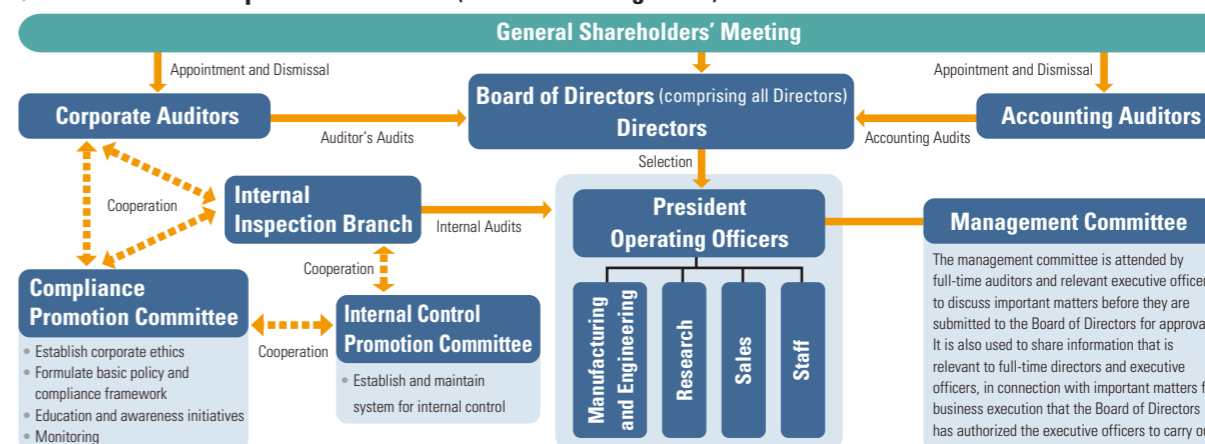 General Shareholders' Meeting
Appointment and Dismissal
Appointment and Dismissal
Corporate Auditors
Auditor's Audits
Board of Directors (comprising all Directors)
Directors
Accounting Audits
Accounting Auditors
Selection
Cooperation
Internal
Inspection Branch
Internal Audits
President
Operating Officers
Management Committee
The management committee is attended by
full-time auditors and relevant executive officer
to discuss important matters before they are
submitted to the Board of Directors for approva
It is also used to share information that is
relevant to full-time directors and executive
officers, in connection with important matters f
business execution that the Board of Directors
has authorized the executive officers to carry o
Cooperation
Compliance
Promotion Committee
• Establish corporate ethics
• Formulate basic policy and
compliance framework
• Education and awareness initiatives
• Monitoring
Cooperation
Internal Control
Promotion Committee
• Establish and maintain
system for internal control
Manufacturing
and Engineering
Research
Sales
Staff